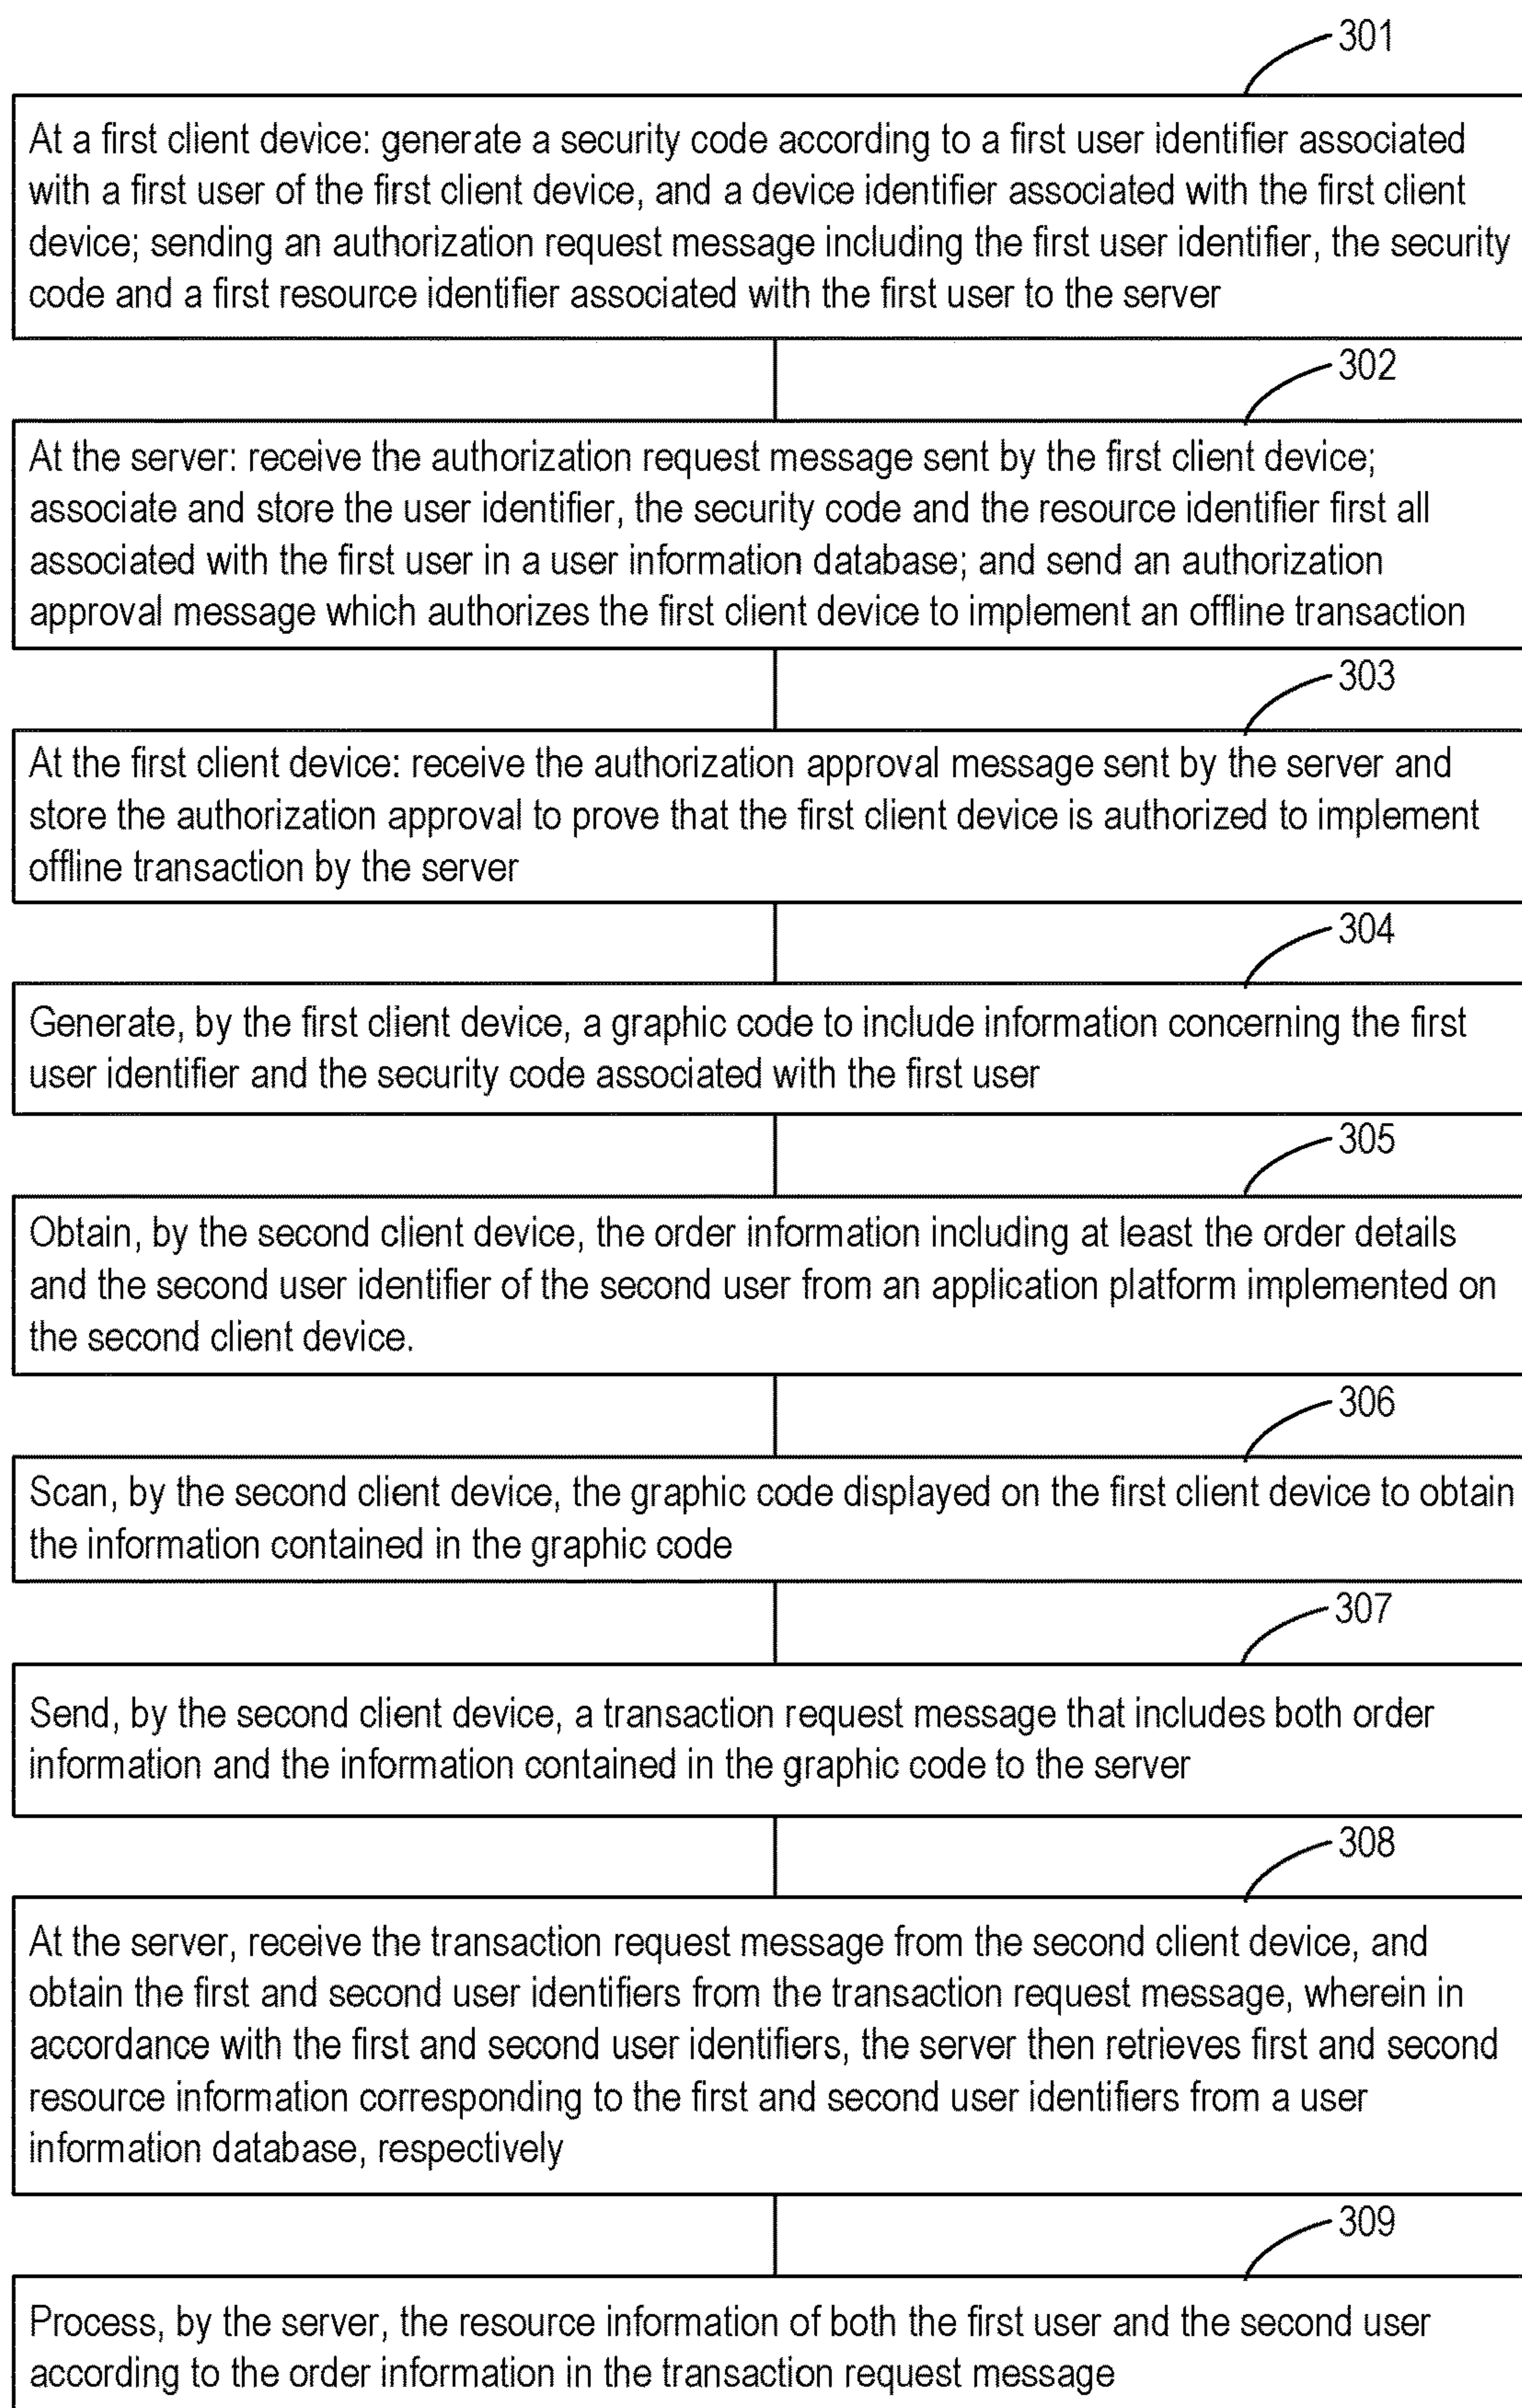 301
At a first client device: generate a security code according to a first user identifier associated
with a first user of the first client device, and a device identifier associated with the first client
device; sending an authorization request message including the first user identifier, the security
code and a first resource identifier associated with the first user to the server
302
At the server: receive the authorization request message sent by the first client device;
associate and store the user identifier, the security code and the resource identifier first all
associated with the first user in a user information database; and send an authorization
approval message which authorizes the first client device to implement an offline transaction
303
At the first client device: receive the authorization approval message sent by the server and
store the authorization approval to prove that the first client device is authorized to implement
offline transaction by the server
304
Generate, by the first client device, a graphic code to include information concerning the first
user identifier and the security code associated with the first user
305
Obtain, by the second client device, the order information including at least the order details
and the second user identifier of the second user from an application platform implemented on
the second client device.
306
Scan, by the second client device, the graphic code displayed on the first client device to obtain
the information contained in the graphic code
307
Send, by the second client device, a transaction request message that includes both order
information and the information contained in the graphic code to the server
308
At the server, receive the transaction request message from the second client device, and
obtain the first and second user identifiers from the transaction request message, wherein in
accordance with the first and second user identifiers, the server then retrieves first and second
resource information corresponding to the first and second user identifiers from a user
information database, respectively
309
Process, by the server, the resource information of both the first user and the second user
according to the order information in the transaction request message